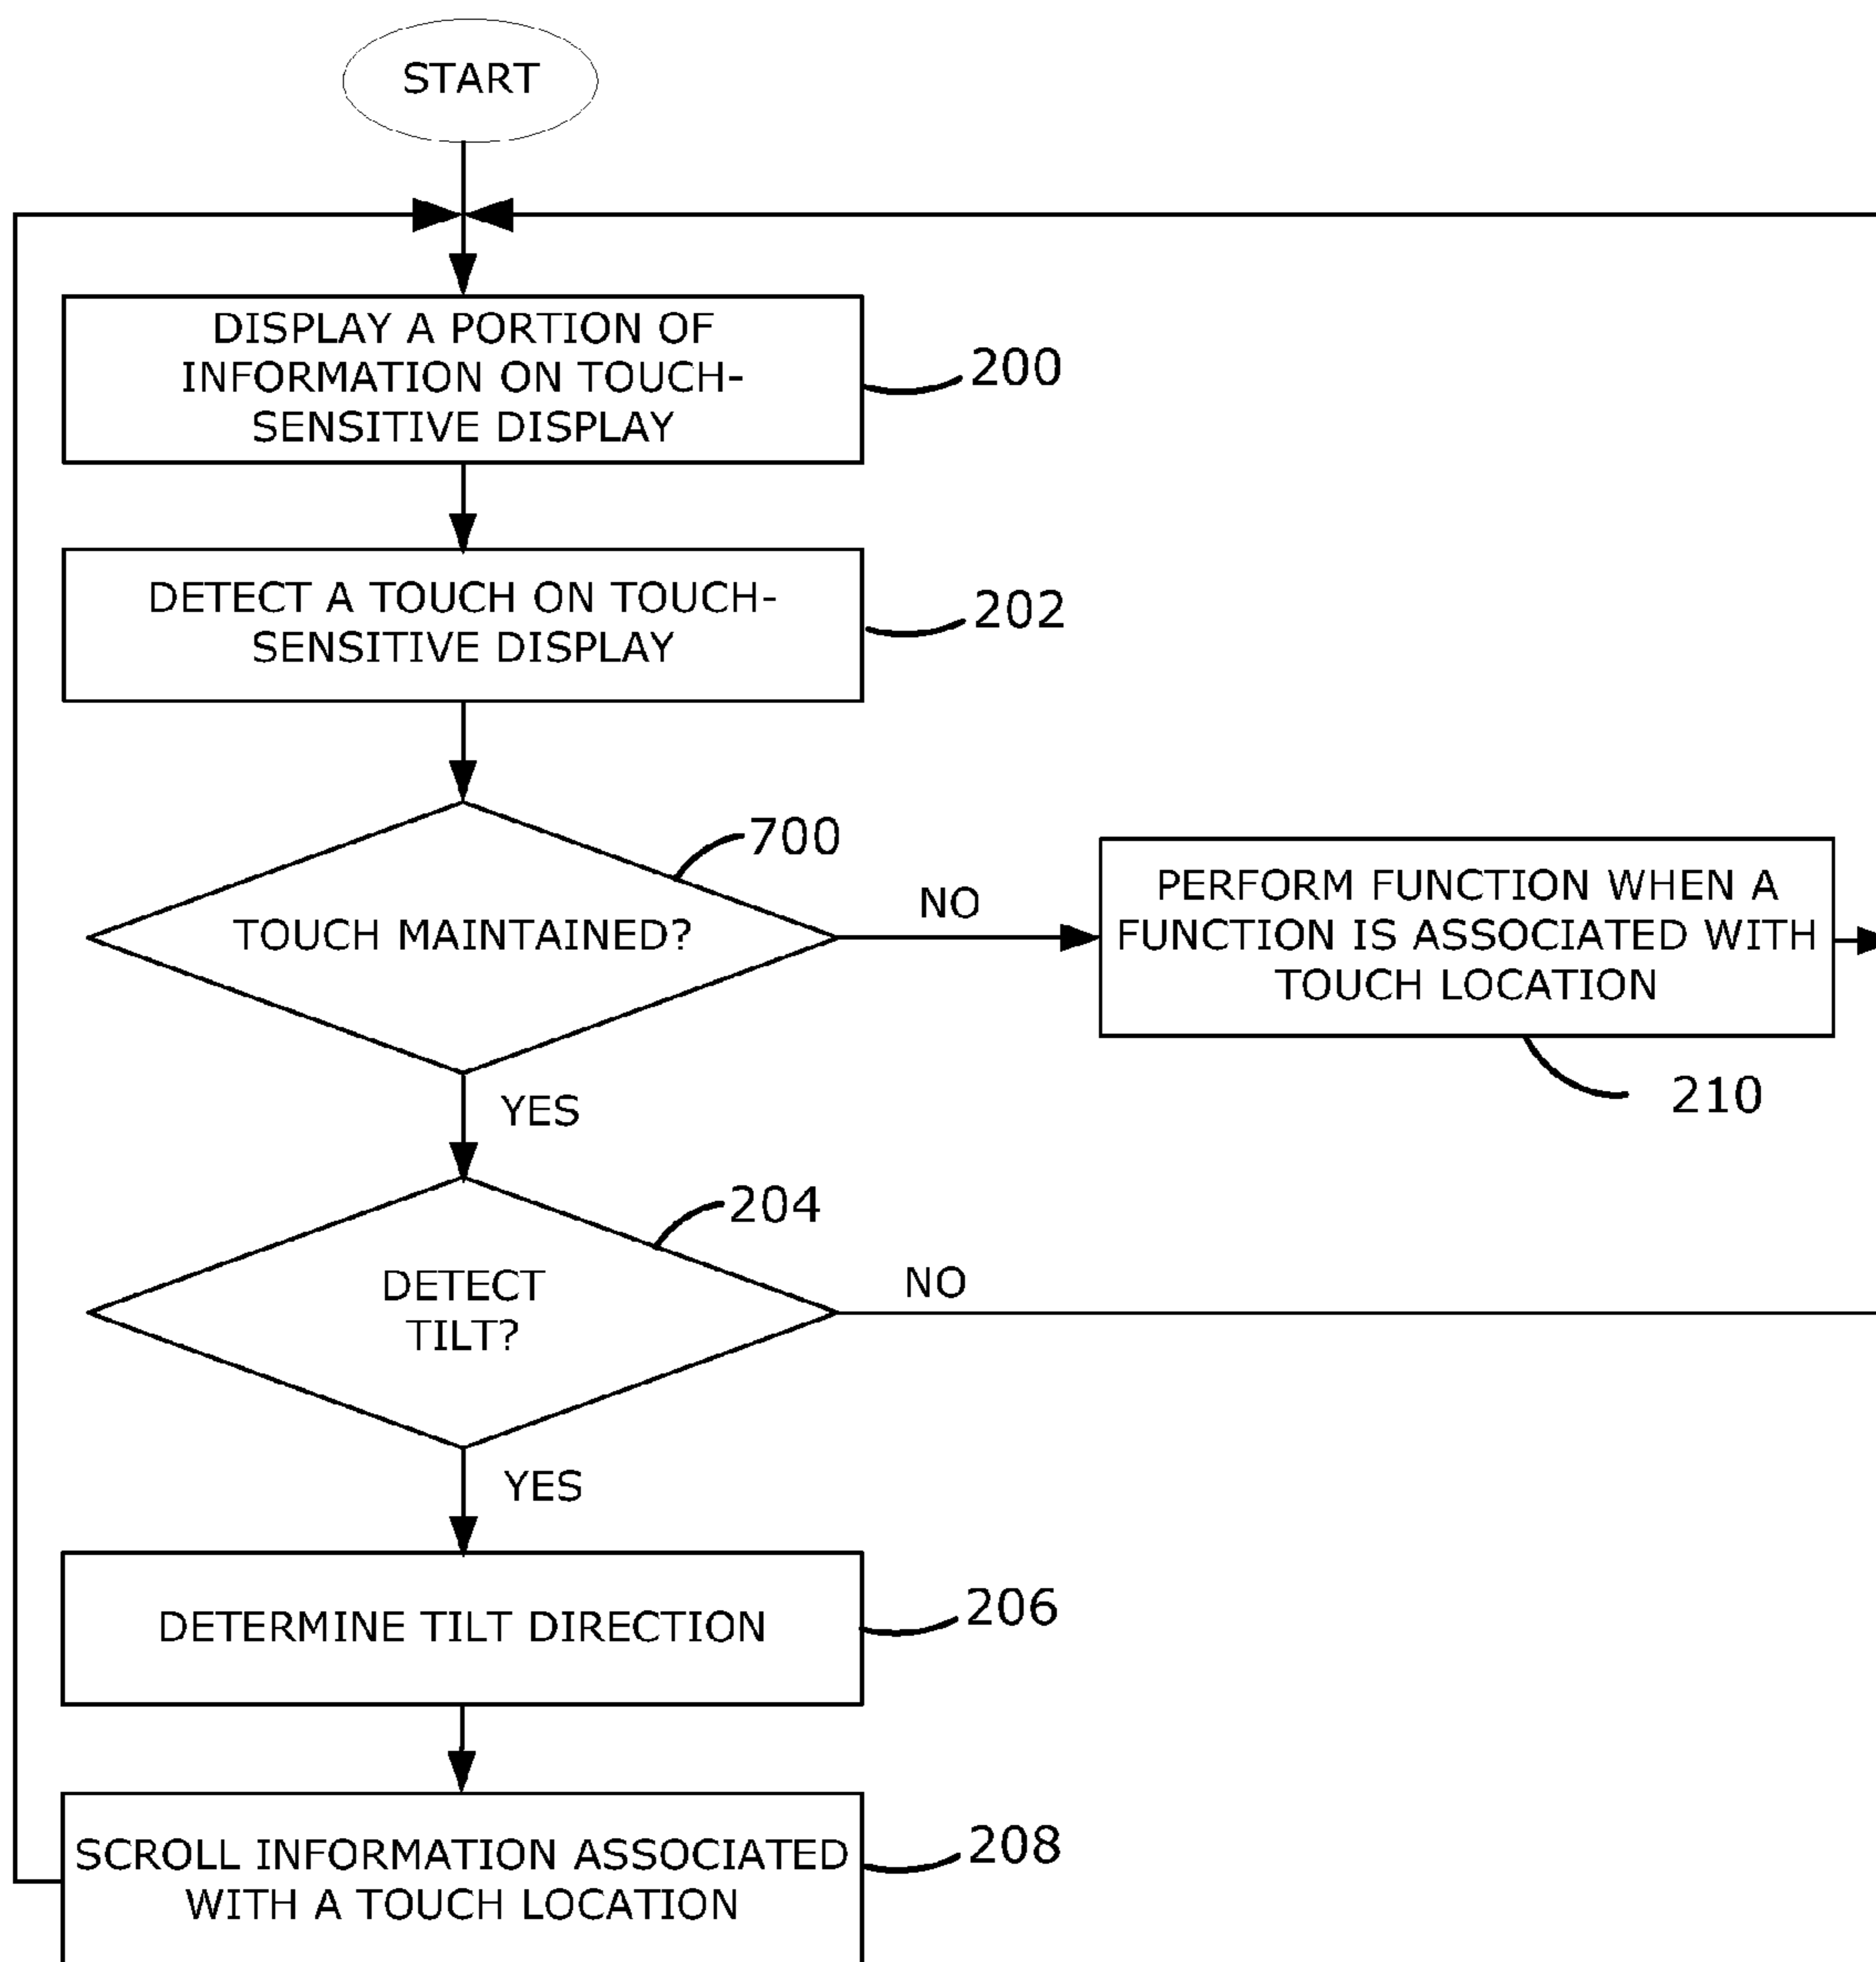 START
DISPLAY A PORTION OF
INFORMATION ON TOUCH-
SENSITIVE DISPLAY
200
DETECT A TOUCH ON TOUCH-
SENSITIVE DISPLAY
202
700
TOUCH MAINTAINED?
NO
PERFORM FUNCTION WHEN A
FUNCTION IS ASSOCIATED WITH
TOUCH LOCATION
210
YES
204
DETECT
TILT?
NO
YES
DETERMINE TILT DIRECTION
206
SCROLL INFORMATION ASSOCIATED
WITH A TOUCH LOCATION
208